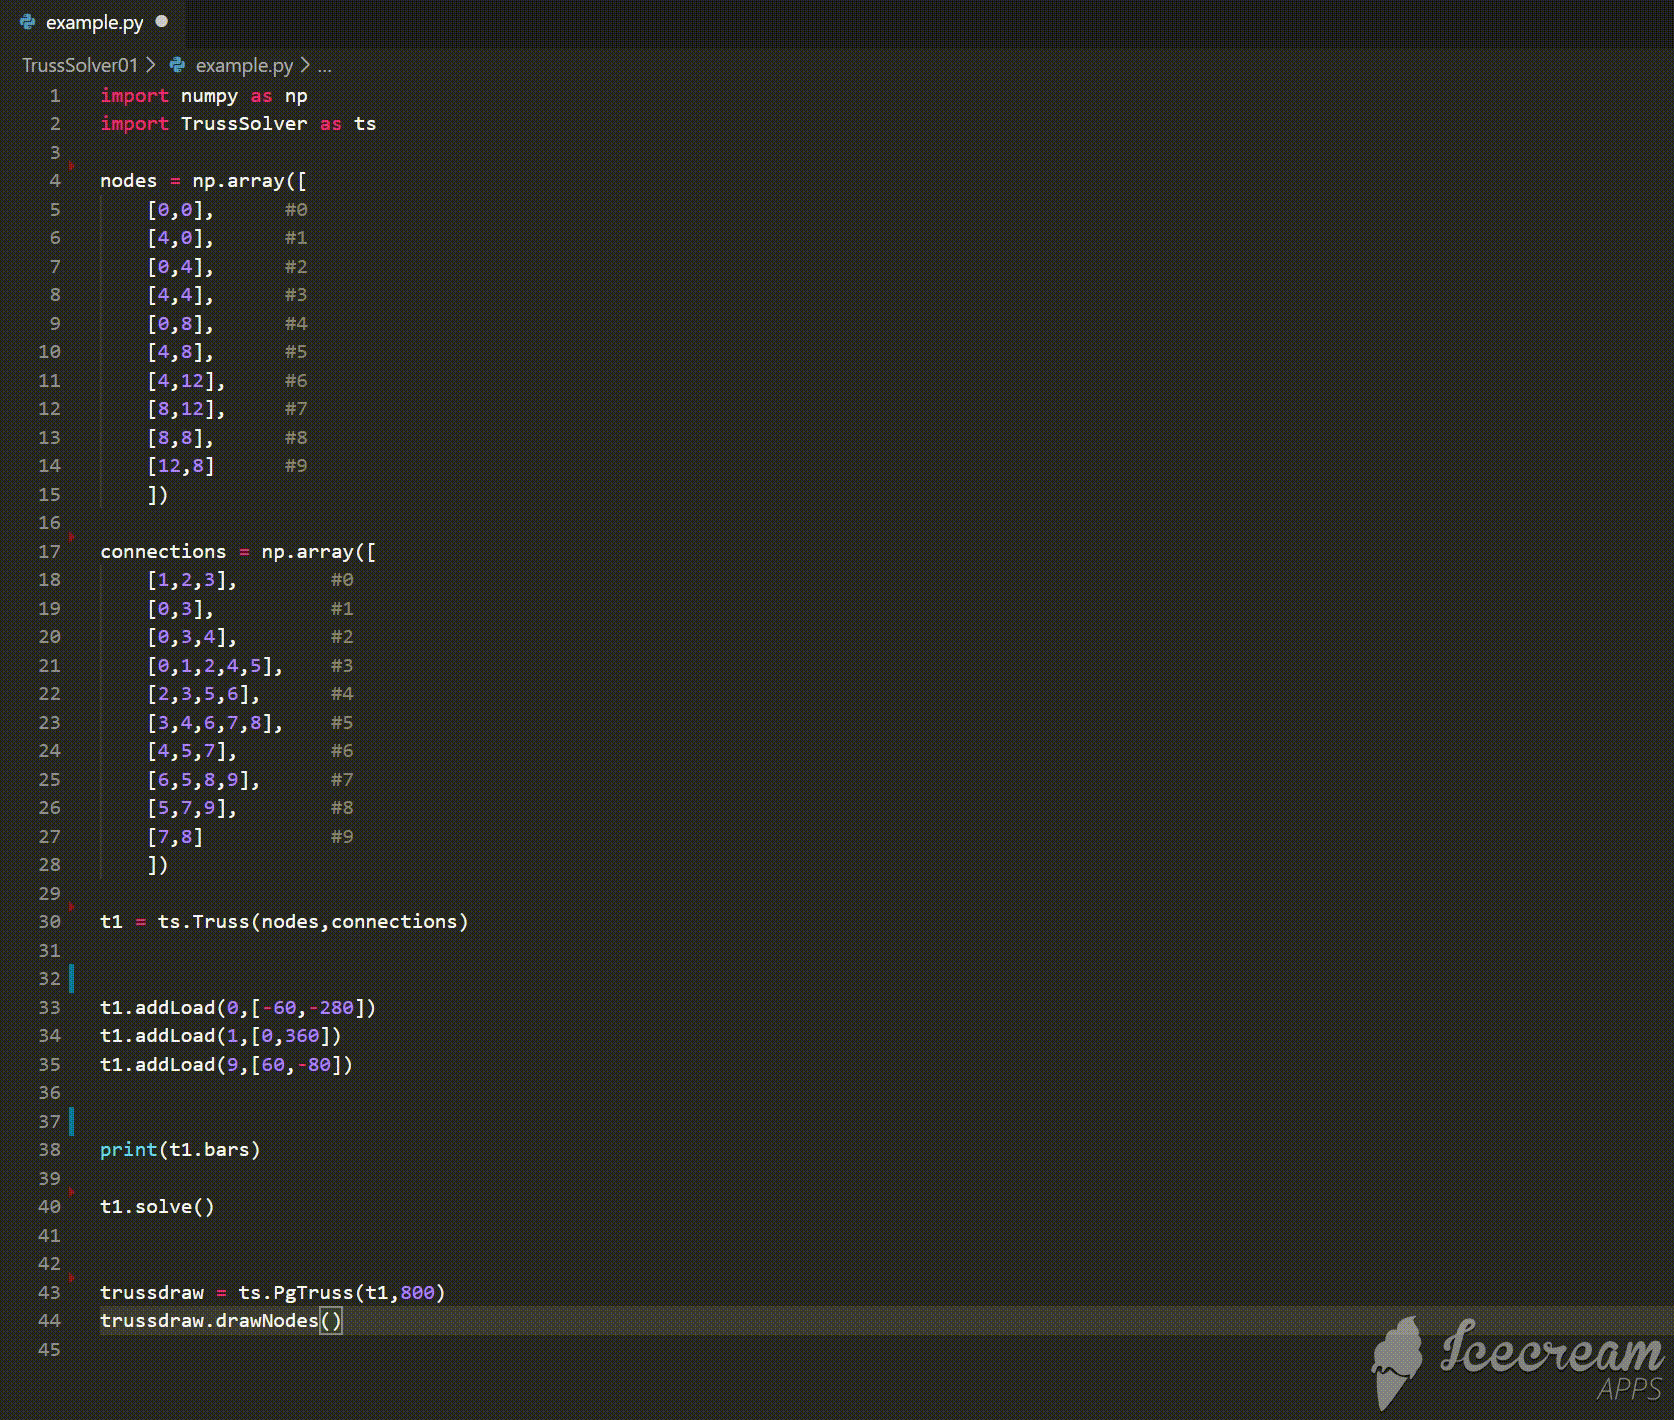 example.py
TrussSolver01 > example.py > ...
1 import numpy as np
2 import TrussSolver as ts
3
4 nodes = np.array([
5     [0,0],      #0
6     [4,0],      #1
7     [0,4],      #2
8     [4,4],      #3
9     [0,8],      #4
10     [4,8],      #5
11     [4,12],     #6
12     [8,12],     #7
13     [8,8],      #8
14     [12,8]      #9
15     ])
16
17 connections = np.array([
18     [1,2,3],        #0
19     [0,3],          #1
20     [0,3,4],        #2
21     [0,1,2,4,5],    #3
22     [2,3,5,6],      #4
23     [3,4,6,7,8],    #5
24     [4,5,7],        #6
25     [6,5,8,9],      #7
26     [5,7,9],        #8
27     [7,8]           #9
28     ])
29
30 t1 = ts.Truss(nodes,connections)
31
32
33 t1.addLoad(0,[-60,-280])
34 t1.addLoad(1,[0,360])
35 t1.addLoad(9,[60,-80])
36
37
38 print(t1.bars)
39
40 t1.solve()
41
42
43 trussdraw = ts.PgTruss(t1,800)
44 trussdraw.drawNodes()
45
Icecream
APPS